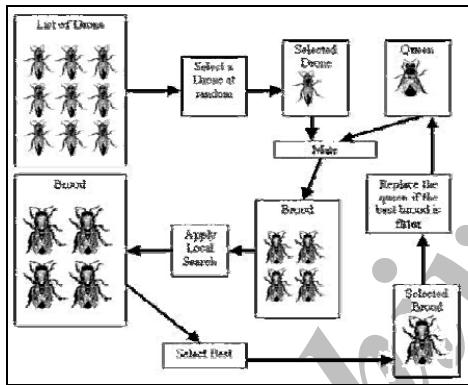 List of Drone
Select a
Drone at
random
Selected
Drone
Queen
Mate
Brood
Apply
Local
Search
Brood
Replace the
queen if the
best brood is
fitter
Select Best
Selected
Brood